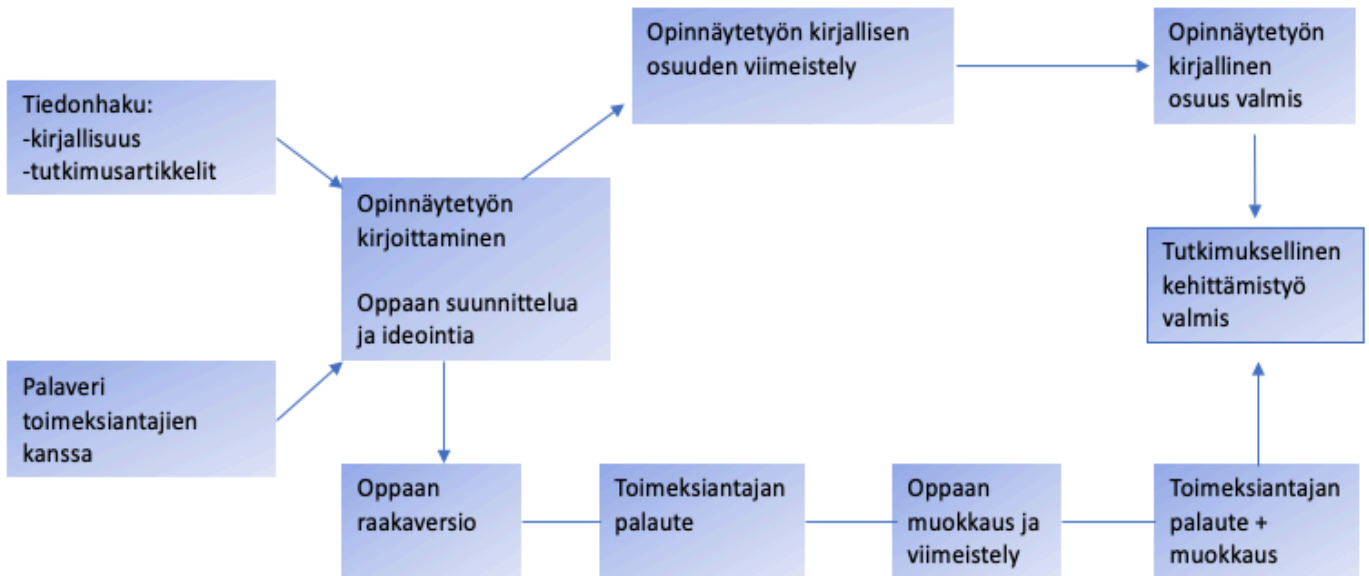 Tiedonhaku:
-kirjallisuus
-tutkimusartikkelit
Palaveri
toimeksiantajien
kanssa
Opinnäytetyön
kirjoittaminen
Oppaan suunnittelua
ja ideointia
Opinnäytetyön kirjallisen
osuuden viimeistely
Opinnäytetyön
kirjallinen
osuus valmis
Oppaan
raakaversio
Toimeksiantajan
palaute
Oppaan
muokkaus ja
viimeistely
Toimeksiantajan
palaute +
muokkaus
Tutkimuksellinen
kehittämistyö
valmis